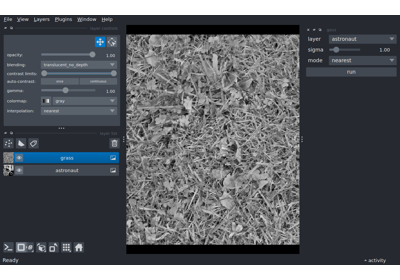 File View Layers Plugins Window Help
opacity: 1.00
blending: translucent_no_depth
contrast limits:
auto-contrast: once continuous
gamma: 1.00
colormap: gray
interpolation: nearest
grass
astronaut
Ready
layer astronaut
sigma 1.00
mode nearest
run
activity